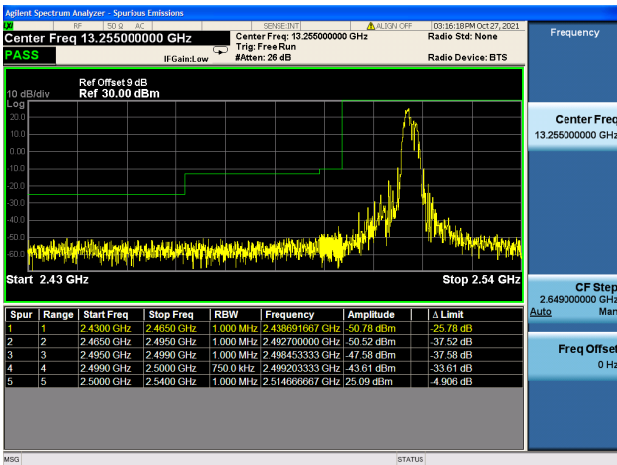 Agilent Spectrum Analyzer - Spurious Emissions
RF 50 Ω AC SENSE:INT ALIGN OFF 03:16:18 PM Oct 27, 2021
Center Freq 13.255000000 GHz
Center Freq: 13.255000000 GHz
Radio Std: None
Trig: Free Run
PASS
IFGain:Low
#Atten: 26 dB
Radio Device: BTS
Ref Offset 9 dB
10 dB/div Ref 30.00 dBm
Log
20.0
10.0
0.00
-10.0
-20.0
-30.0
-40.0
-50.0
-60.0
Start 2.43 GHz Stop 2.54 GHz
Spur Range Start Freq Stop Freq RBW Frequency Amplitude Δ Limit
1 1 2.4300 GHz 2.4650 GHz 1.000 MHz 2.438691667 GHz -50.78 dBm -25.78 dB
2 2 2.4650 GHz 2.4950 GHz 1.000 MHz 2.492700000 GHz -50.52 dBm -37.52 dB
3 3 2.4950 GHz 2.4990 GHz 1.000 MHz 2.498453333 GHz -47.58 dBm -37.58 dB
4 4 2.4990 GHz 2.5000 GHz 750.0 kHz 2.499203333 GHz -43.61 dBm -33.61 dB
5 5 2.5000 GHz 2.5400 GHz 1.000 MHz 2.514666667 GHz 25.09 dBm -4.906 dB
MSG STATUS
Frequency
Center Freq
13.255000000 GHz
CF Step
2.649000000 GHz
Auto Man
Freq Offset
0 Hz